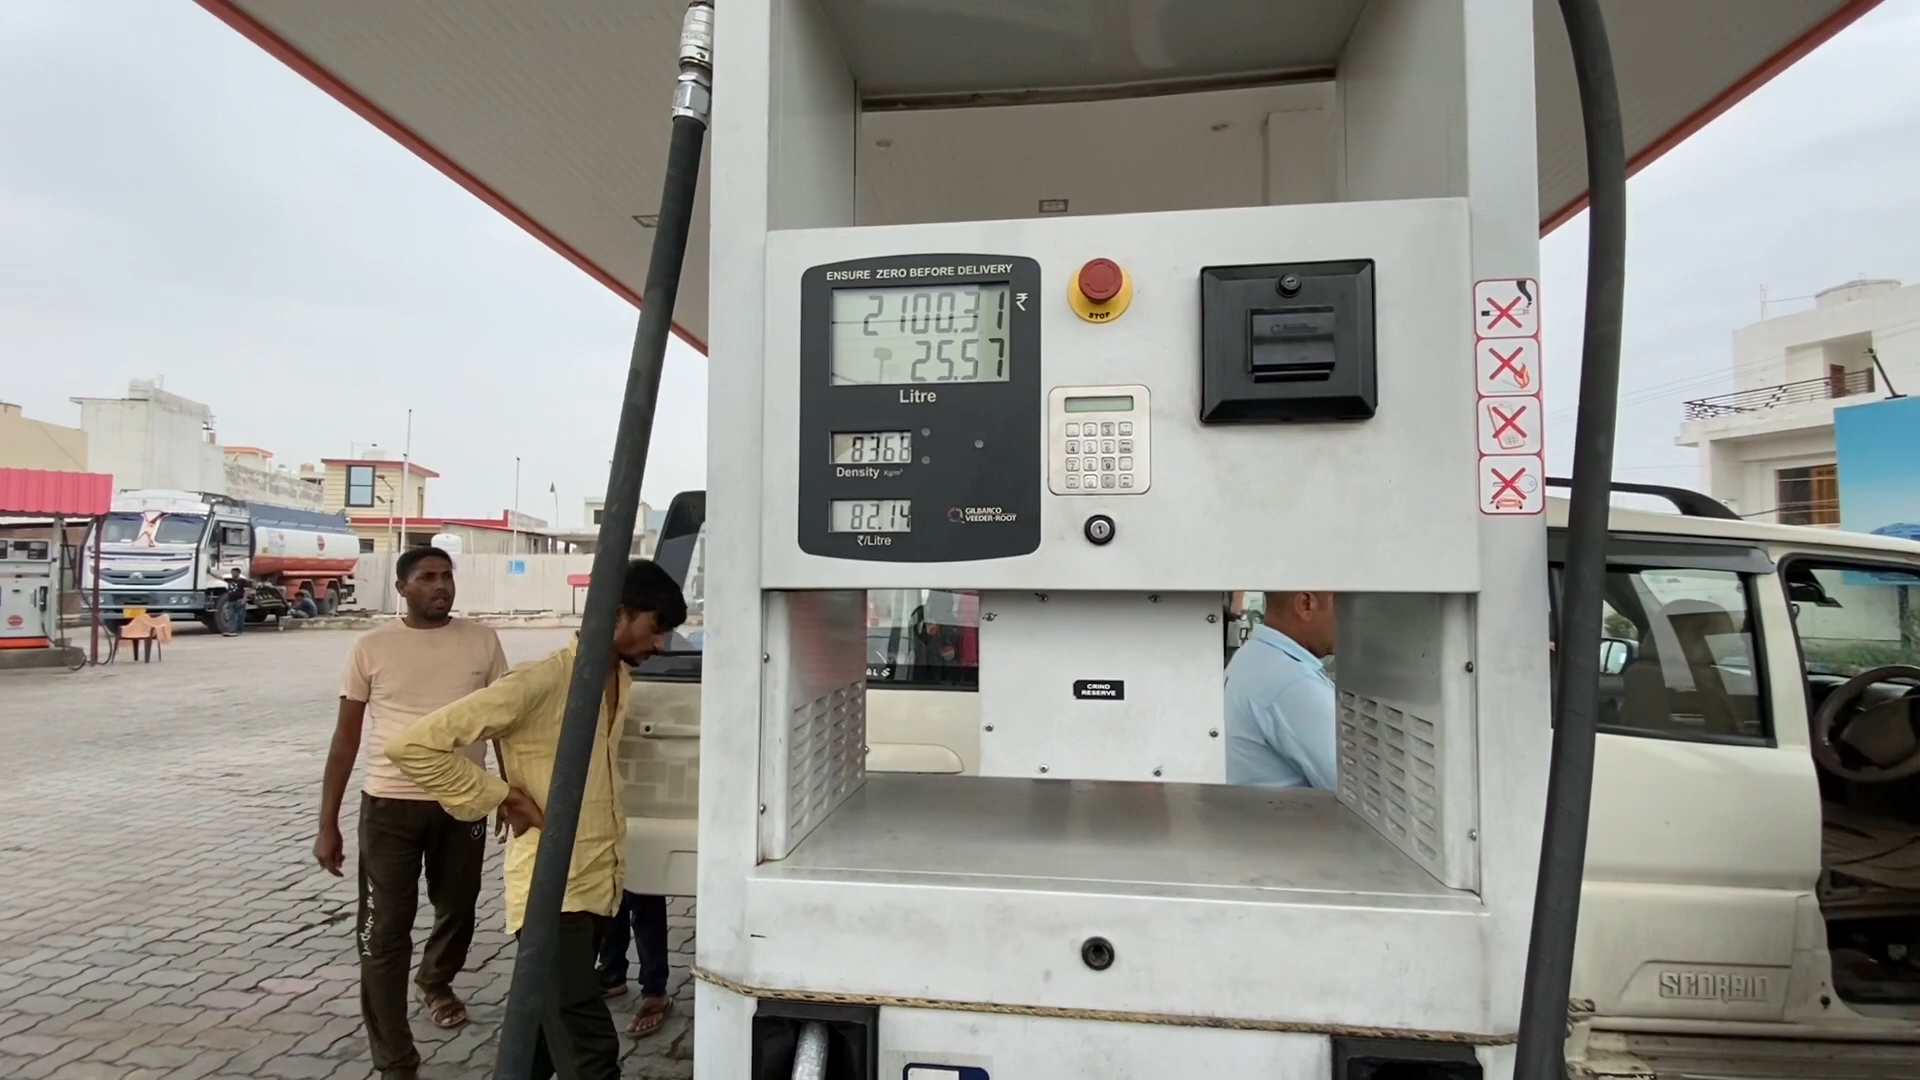 ENSURE ZERO BEFORE DELIVERY
2100.31 ₹
25.57
Litre
836.6
Density Kg/m³
82.14
₹/Litre
GILBARCO
VEEDER-ROOT
STOP
CRIND
RESERVE
SCORPIO